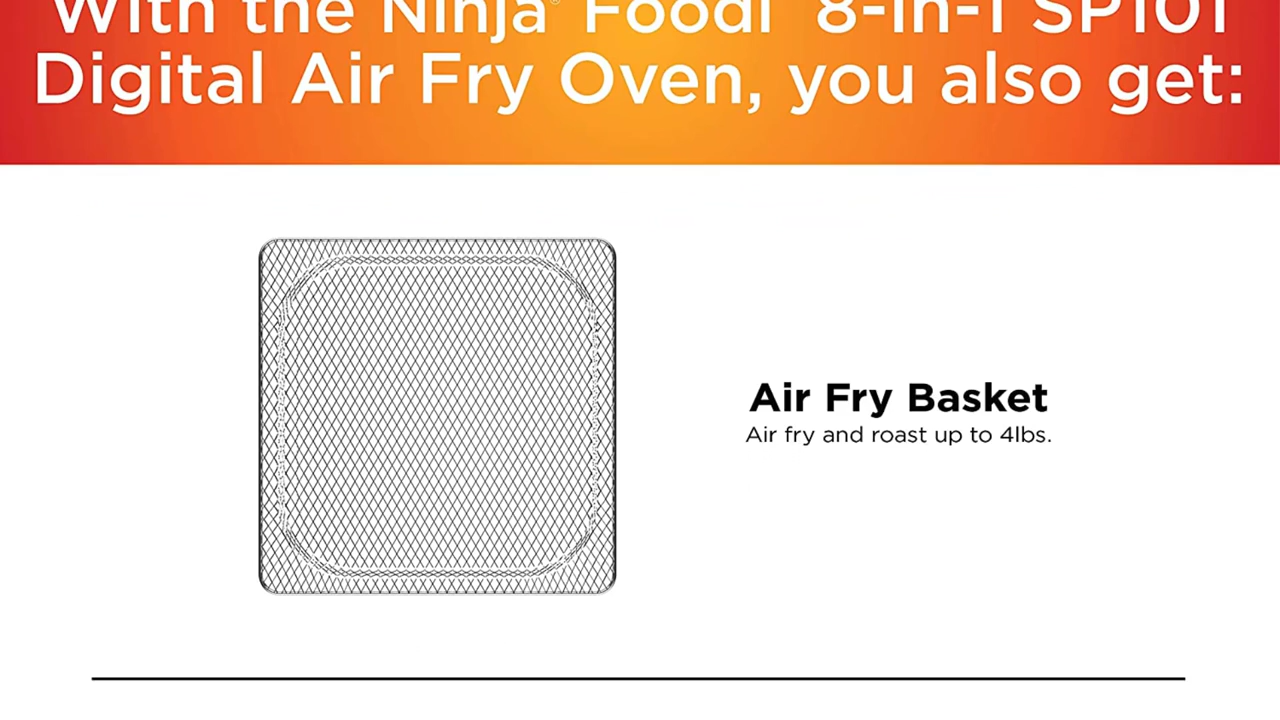 With the Ninja® Foodi 8-in-1 SP101
Digital Air Fry Oven, you also get:
Air Fry Basket
Air fry and roast up to 4lbs.